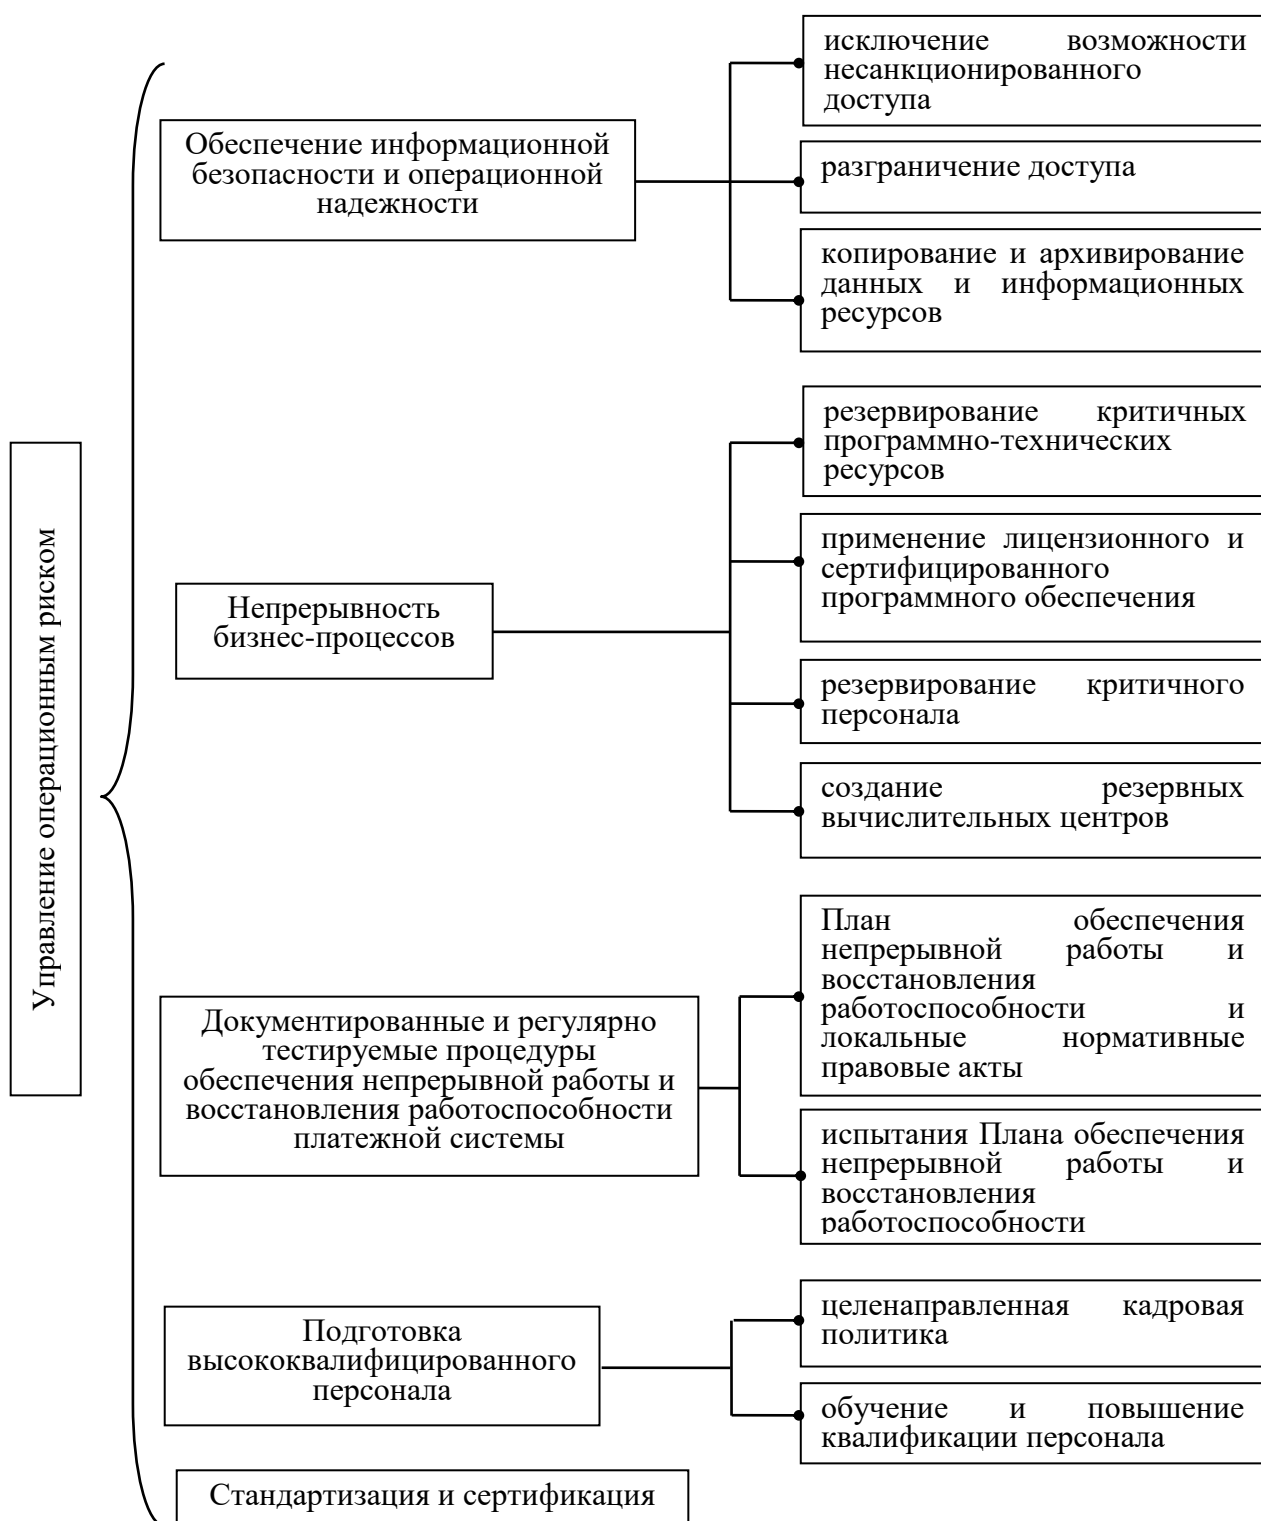 Управление операционным риском
Обеспечение информационной
безопасности и операционной
надежности
исключение возможности
несанкционированного
доступа
разграничение доступа
копирование и архивирование
данных и информационных
ресурсов
Непрерывность
бизнес-процессов
резервирование критичных
программно-технических
ресурсов
применение лицензионного и
сертифицированного
программного обеспечения
резервирование критичного
персонала
создание резервных
вычислительных центров
Документированные и регулярно
тестируемые процедуры
обеспечения непрерывной работы и
восстановления работоспособности
платежной системы
План обеспечения
непрерывной работы и
восстановления
работоспособности и
локальные нормативные
правовые акты
испытания Плана обеспечения
непрерывной работы и
восстановления
работоспособности
Подготовка
высококвалифицированного
персонала
целенаправленная кадровая
политика
обучение и повышение
квалификации персонала
Стандартизация и сертификация